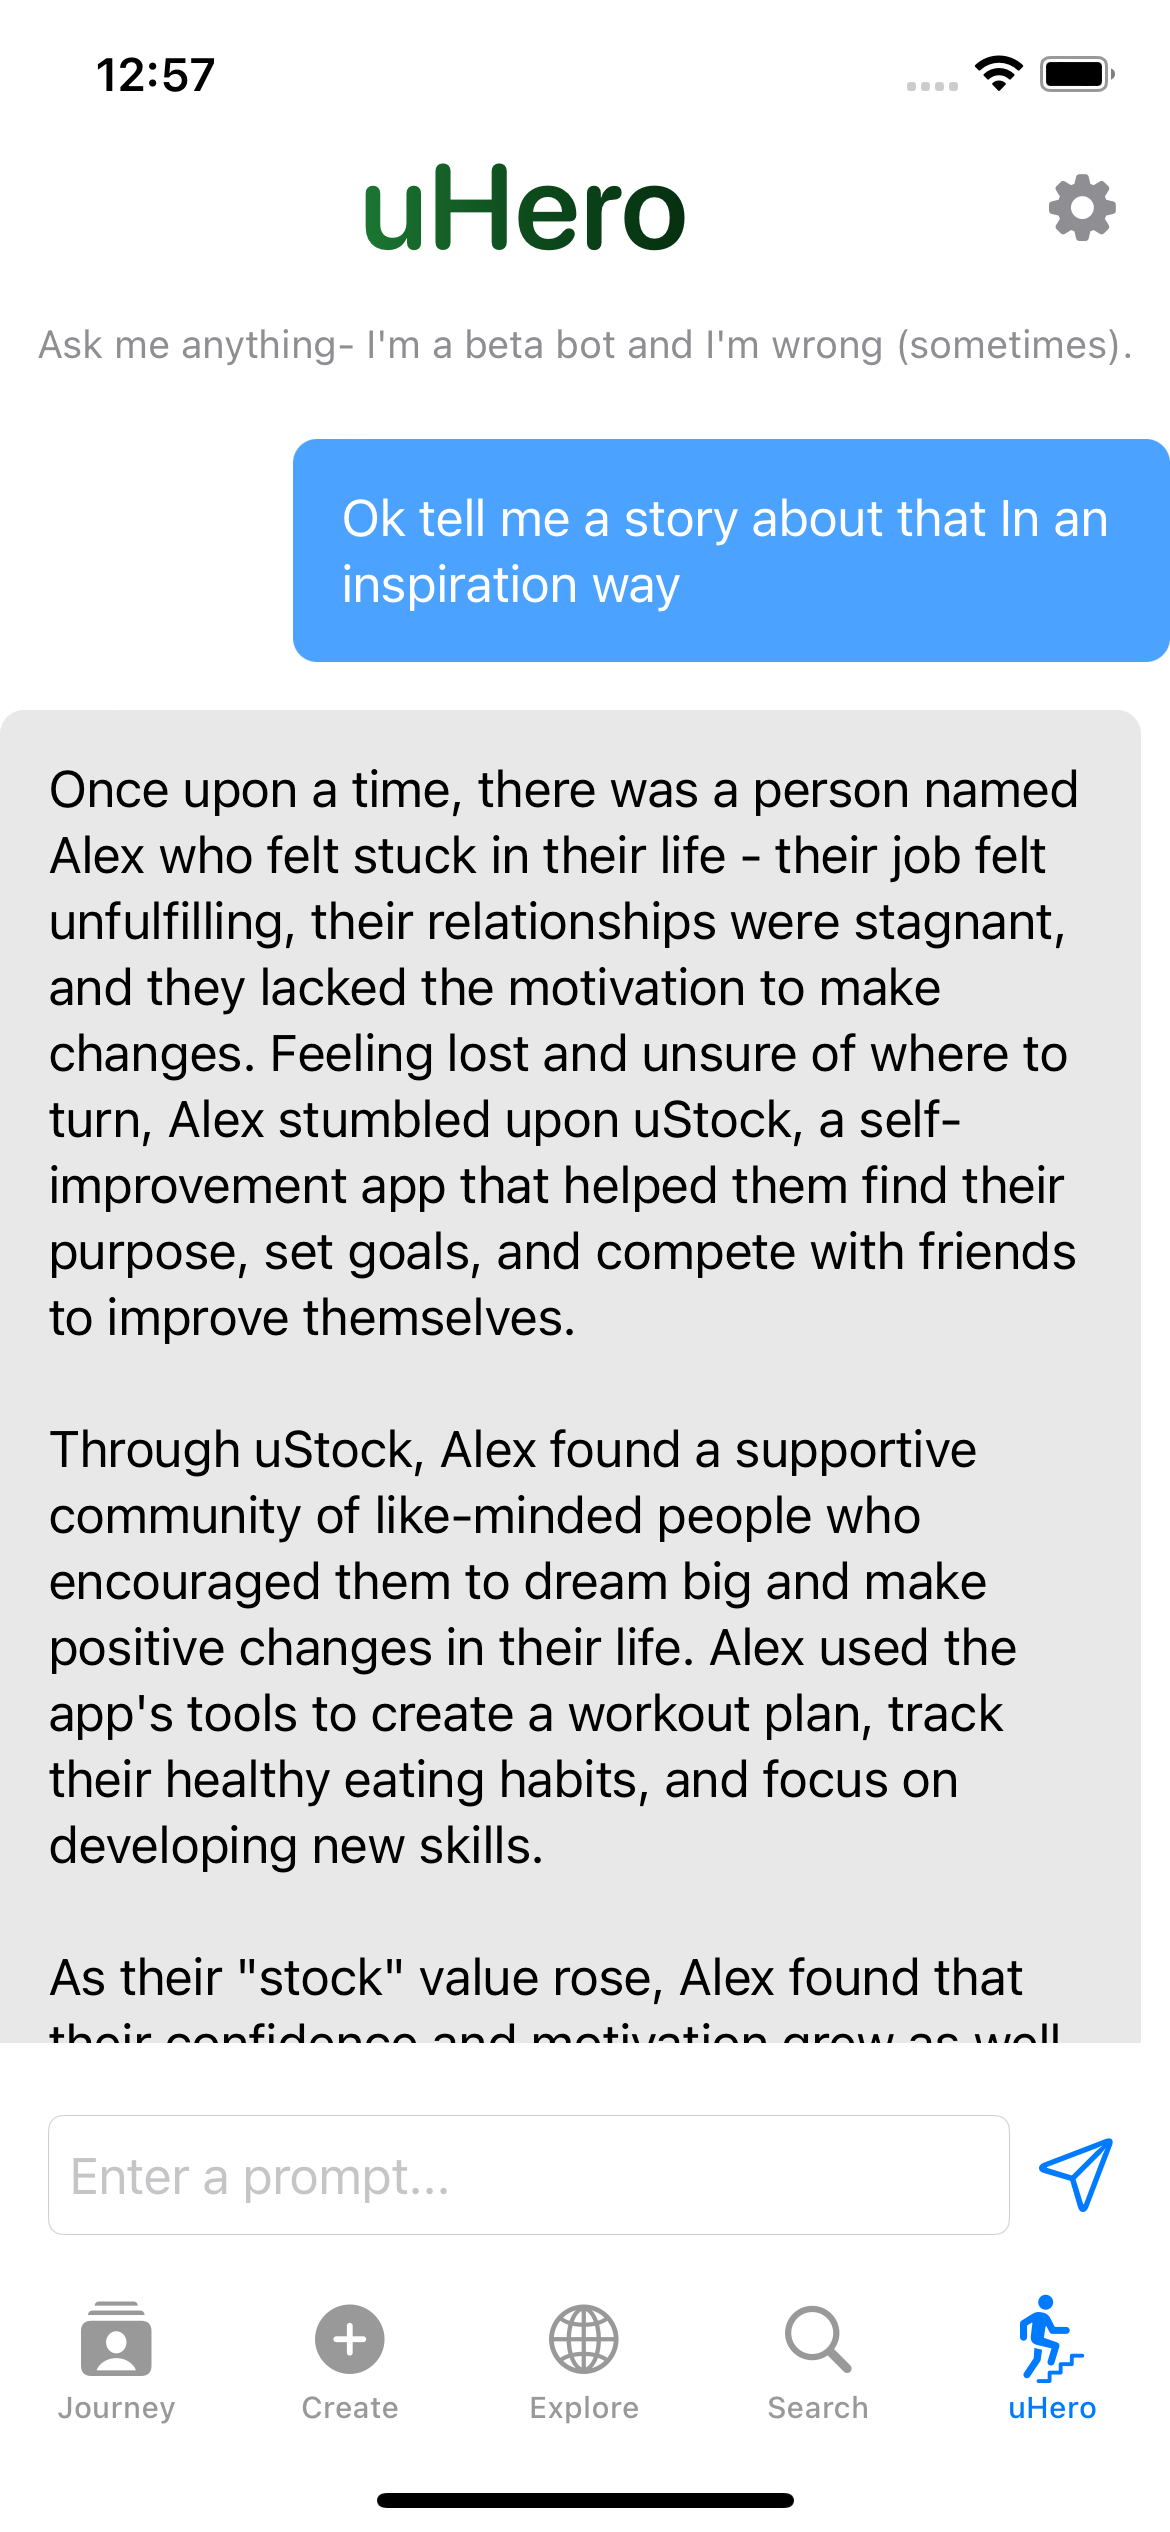 12:57
uHero
Ask me anything- I'm a beta bot and I'm wrong (sometimes).
Ok tell me a story about that In an
inspiration way
Once upon a time, there was a person named
Alex who felt stuck in their life - their job felt
unfulfilling, their relationships were stagnant,
and they lacked the motivation to make
changes. Feeling lost and unsure of where to
turn, Alex stumbled upon uStock, a self-
improvement app that helped them find their
purpose, set goals, and compete with friends
to improve themselves.
Through uStock, Alex found a supportive
community of like-minded people who
encouraged them to dream big and make
positive changes in their life. Alex used the
app's tools to create a workout plan, track
their healthy eating habits, and focus on
developing new skills.
As their "stock" value rose, Alex found that
their confidence and motivation grew as well
Enter a prompt...
Journey
Create
Explore
Search
uHero